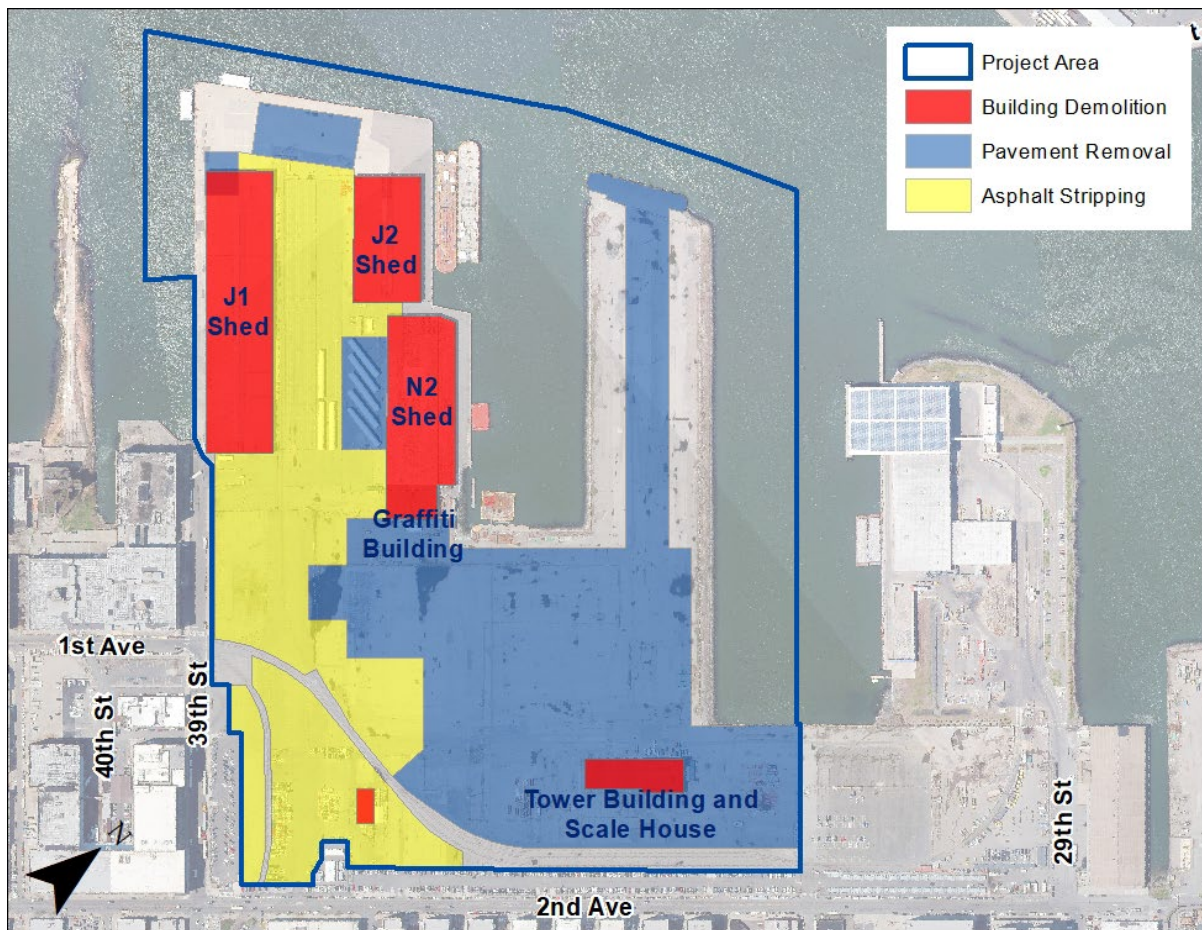 Project Area
Building Demolition
Pavement Removal
Asphalt Stripping
J2
Shed
J1
Shed
N2
Shed
Graffiti
Building
1st Ave
39th St
40th St
Tower Building and
Scale House
29th St
N
2nd Ave